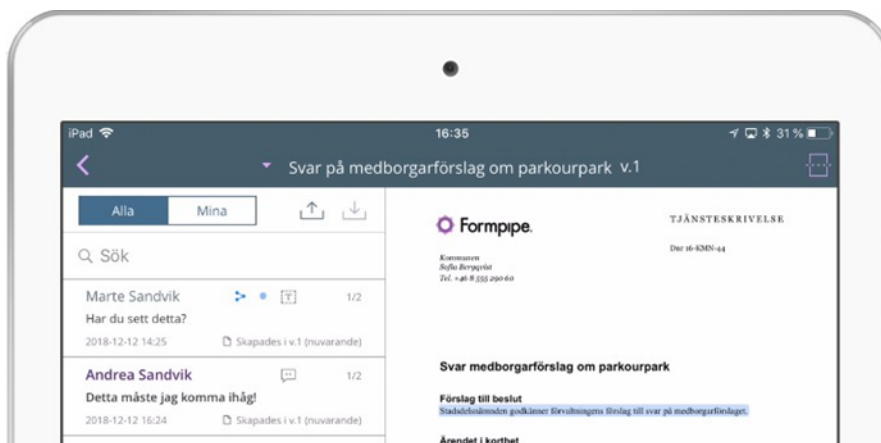 iPad 16:35 31 %
Svar på medborgarförslag om parkourpark v.1
Alla Mina
Sök
Marte Sandvik 1/2
Har du sett detta?
2018-12-12 14:25 Skapades i v.1 (nuvarande)
Andrea Sandvik 1/2
Detta måste jag komma ihåg!
2018-12-12 16:24 Skapades i v.1 (nuvarande)
Formpipe.
TJÄNSTESKRIVELSE
Dnr 16-KMN-44
Kommunen
Sofia Bergqvist
Tel. +46 8 555 290 60
Svar medborgarförslag om parkourpark
Förslag till beslut
Stadsdelsnämnden godkänner förvaltningens förslag till svar på medborgarförslaget.
Ärendet i korthet